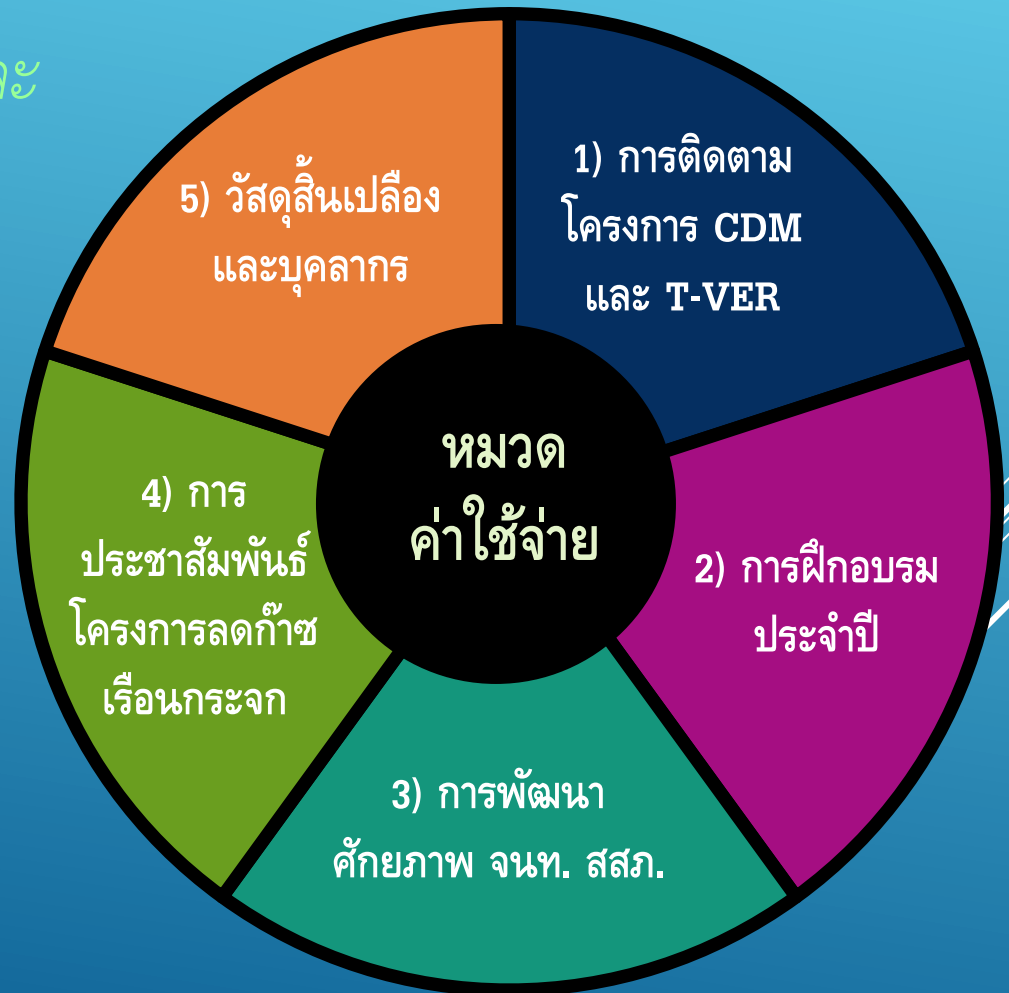 หมวด
ค่าใช้จ่าย
1) การติดตาม
โครงการ CDM
และ T-VER
2) การฝึกอบรม
ประจำปี
3) การพัฒนา
ศักยภาพ จนท. สสภ.
4) การ
ประชาสัมพันธ์
โครงการลดก๊าซ
เรือนกระจก
5) วัสดุสิ้นเปลือง
และบุคลากร